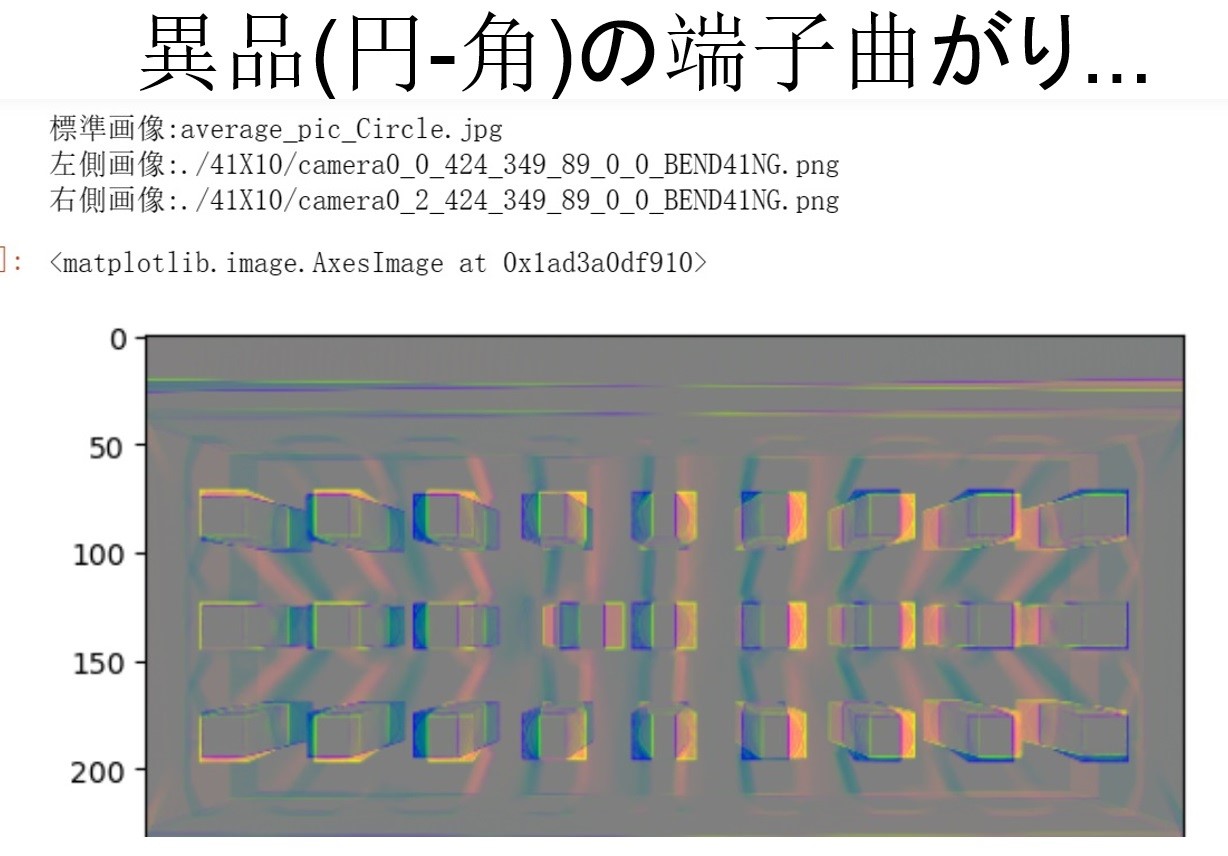 異品(円-角)の端子曲がり...
標準画像:average_pic_Circle.jpg
左側画像:./41X10/camera0_0_424_349_89_0_0_BEND41NG.png
右側画像:./41X10/camera0_2_424_349_89_0_0_BEND41NG.png
]: <matplotlib.image.AxesImage at 0x1ad3a0df910>
0
50
100
150
200